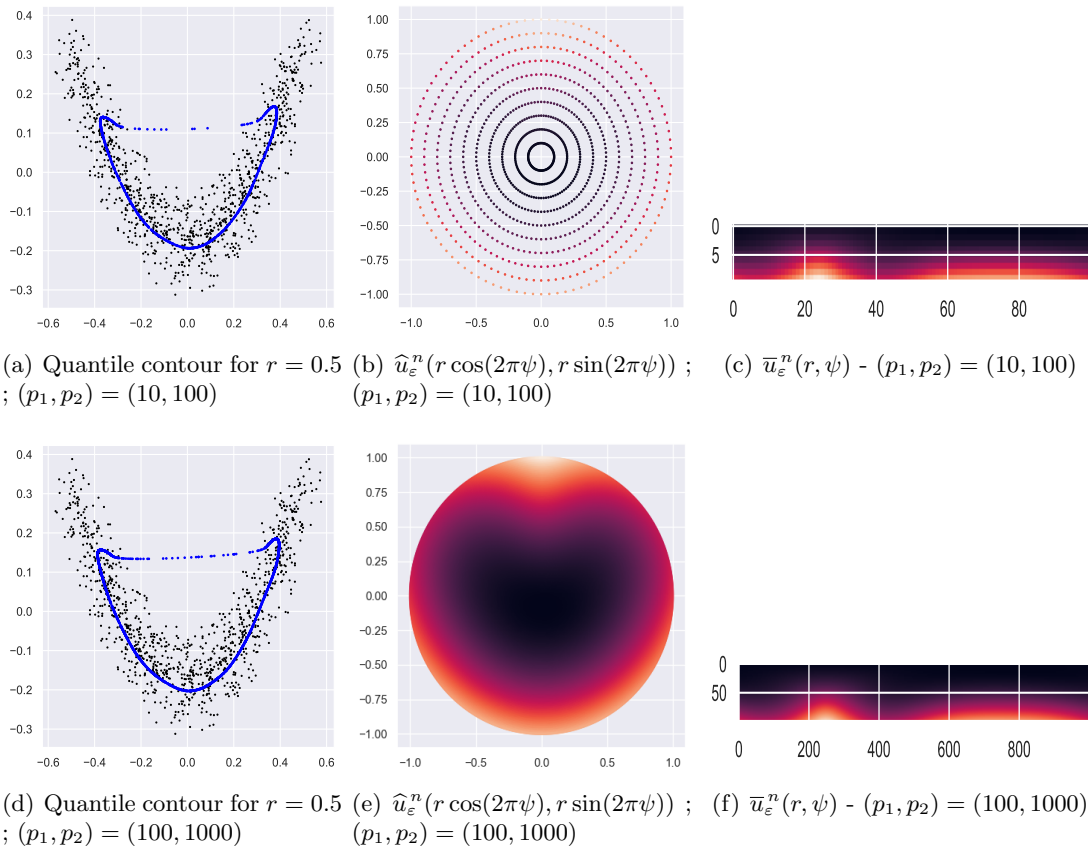 0.4
0.3
0.2
0.1
0.0
−0.1
−0.2
−0.3
−0.6 −0.4 −0.2 0.0 0.2 0.4 0.6
1.00
0.75
0.50
0.25
0.00
−0.25
−0.50
−0.75
−1.00
−1.0 −0.5 0.0 0.5 1.0
0
5
0 20 40 60 80
(a) Quantile contour for r = 0.5
; (p₁, p₂) = (10, 100)
(b) û_ε^n(r cos(2πψ), r sin(2πψ)) ;
(p₁, p₂) = (10, 100)
(c) ū_ε^n(r, ψ) - (p₁, p₂) = (10, 100)
0.4
0.3
0.2
0.1
0.0
−0.1
−0.2
−0.3
−0.6 −0.4 −0.2 0.0 0.2 0.4 0.6
1.00
0.75
0.50
0.25
0.00
−0.25
−0.50
−0.75
−1.00
−1.0 −0.5 0.0 0.5 1.0
0
50
0 200 400 600 800
(d) Quantile contour for r = 0.5
; (p₁, p₂) = (100, 1000)
(e) û_ε^n(r cos(2πψ), r sin(2πψ)) ;
(p₁, p₂) = (100, 1000)
(f) ū_ε^n(r, ψ) - (p₁, p₂) = (100, 1000)